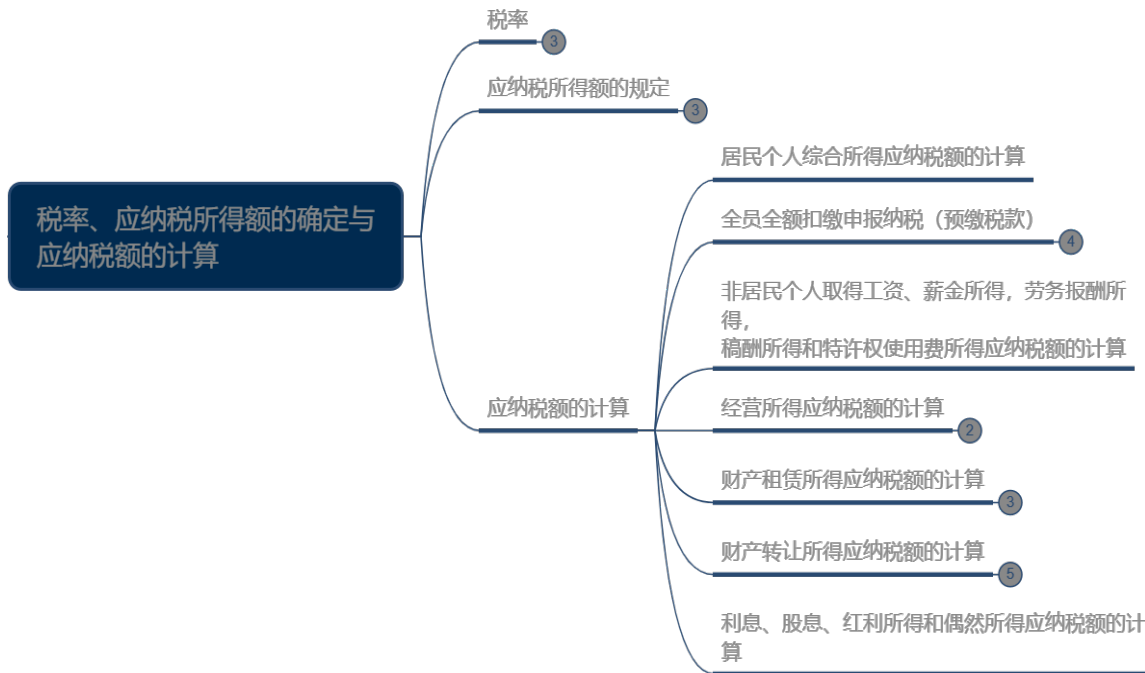 税率
3
应纳税所得额的规定
3
居民个人综合所得应纳税额的计算
全员全额扣缴申报纳税（预缴税款）
4
税率、应纳税所得额的确定与
应纳税额的计算
非居民个人取得工资、薪金所得，劳务报酬所
得，
稿酬所得和特许权使用费所得应纳税额的计算
应纳税额的计算
经营所得应纳税额的计算
2
财产租赁所得应纳税额的计算
3
财产转让所得应纳税额的计算
5
利息、股息、红利所得和偶然所得应纳税额的计
算